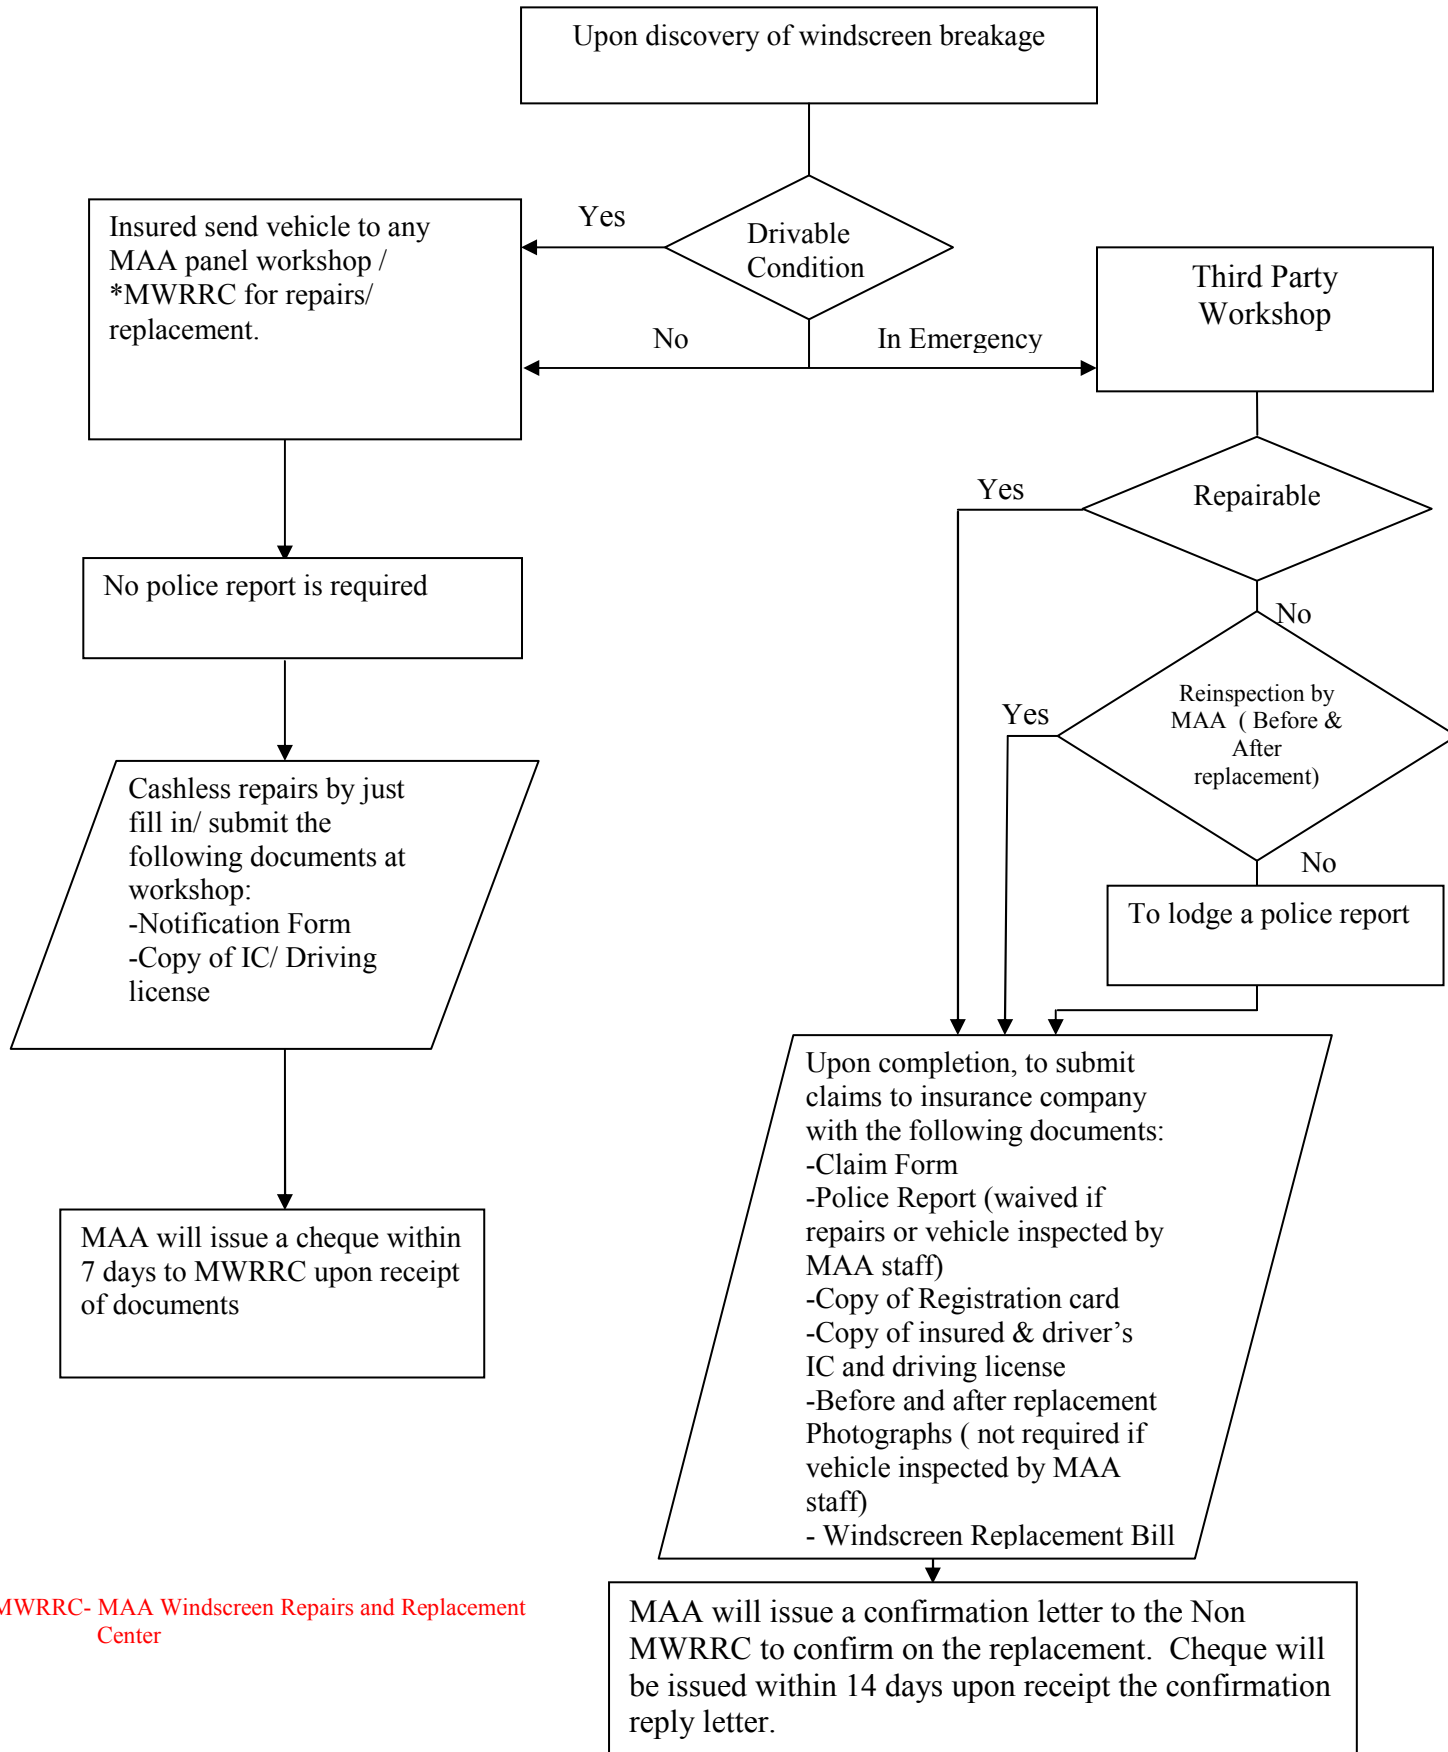 Upon discovery of windscreen breakage
Yes
Drivable
Condition
Insured send vehicle to any
MAA panel workshop /
*MWRRC for repairs/
replacement.
No
In Emergency
Third Party
Workshop
Yes
Repairable
No police report is required
No
Reinspection by
MAA ( Before &
After
replacement)
Yes
No
Cashless repairs by just
fill in/ submit the
following documents at
workshop:
-Notification Form
-Copy of IC/ Driving
license
To lodge a police report
MAA will issue a cheque within
7 days to MWRRC upon receipt
of documents
Upon completion, to submit
claims to insurance company
with the following documents:
-Claim Form
-Police Report (waived if
repairs or vehicle inspected by
MAA staff)
-Copy of Registration card
-Copy of insured & driver’s
IC and driving license
-Before and after replacement
Photographs ( not required if
vehicle inspected by MAA
staff)
- Windscreen Replacement Bill
MWRRC- MAA Windscreen Repairs and Replacement
Center
MAA will issue a confirmation letter to the Non
MWRRC to confirm on the replacement.  Cheque will
be issued within 14 days upon receipt the confirmation
reply letter.